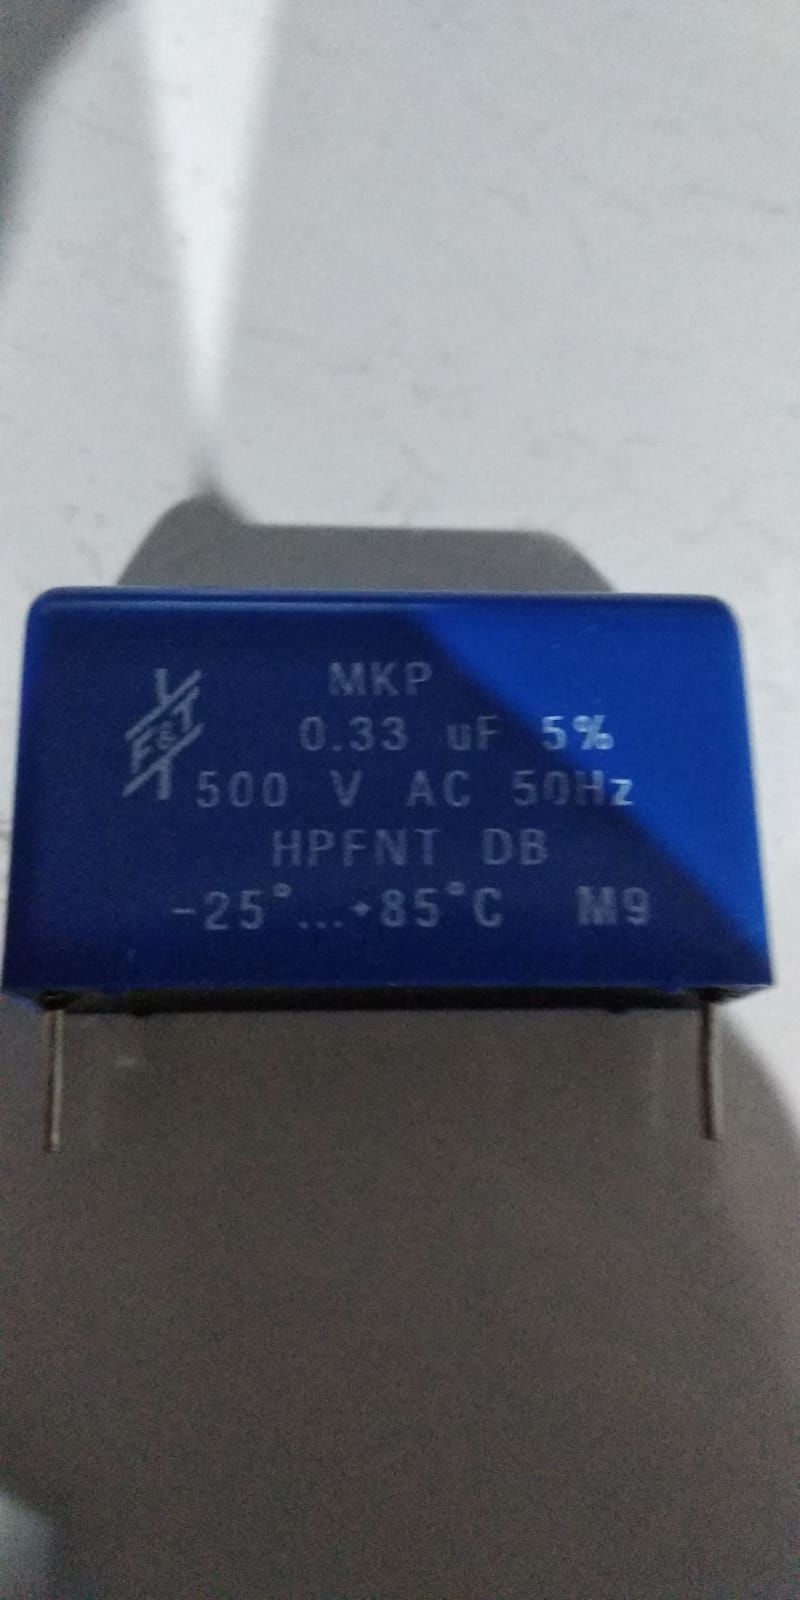 MKP
F&T
0.33 uF 5%
500 V AC 50Hz
HPFNT DB
-25°...+85°C M9